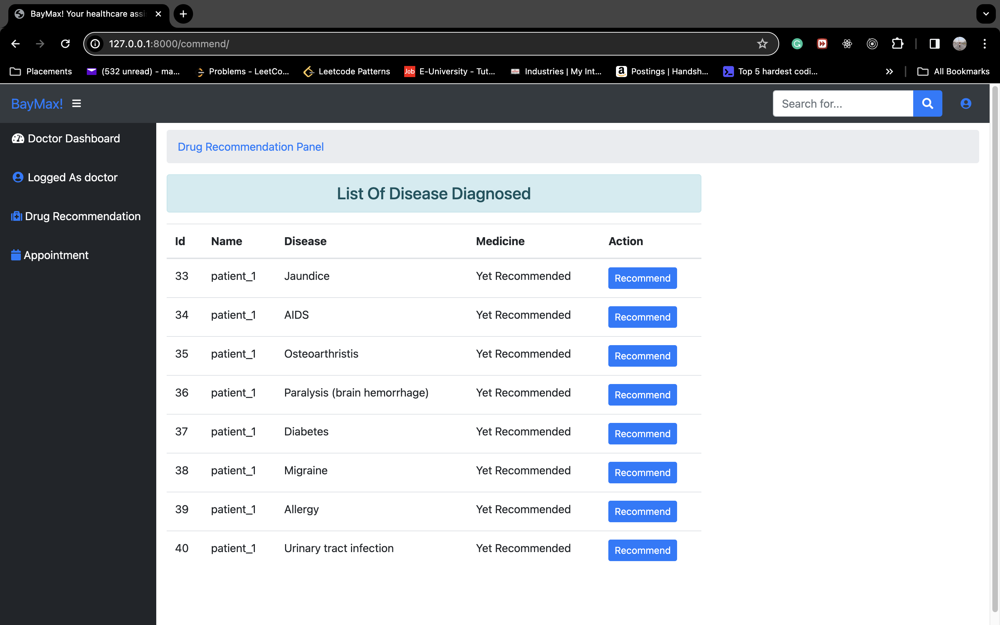 BayMax! Your healthcare assi
127.0.0.1:8000/commend/
Placements (532 unread) - ma... Problems - LeetCo... Leetcode Patterns Job E-University - Tut... Industries | My Int... Postings | Handsh... Top 5 hardest codi... All Bookmarks
BayMax! Search for...
Doctor Dashboard
Logged As doctor
Drug Recommendation
Appointment
Drug Recommendation Panel
List Of Disease Diagnosed
Id Name Disease Medicine Action
33 patient_1 Jaundice Yet Recommended Recommend
34 patient_1 AIDS Yet Recommended Recommend
35 patient_1 Osteoarthristis Yet Recommended Recommend
36 patient_1 Paralysis (brain hemorrhage) Yet Recommended Recommend
37 patient_1 Diabetes Yet Recommended Recommend
38 patient_1 Migraine Yet Recommended Recommend
39 patient_1 Allergy Yet Recommended Recommend
40 patient_1 Urinary tract infection Yet Recommended Recommend